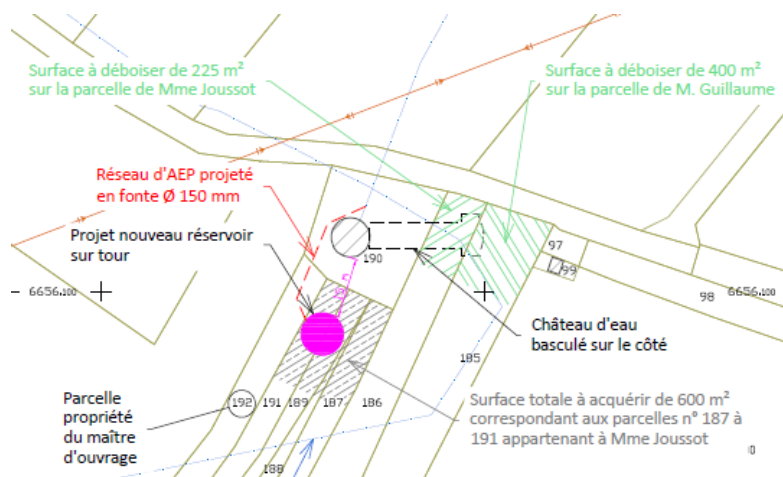 Surface à déboiser de 225 m²
sur la parcelle de Mme Joussot
Surface à déboiser de 400 m²
sur la parcelle de M. Guillaume
Réseau d'AEP projeté
en fonte Ø 150 mm
Projet nouveau réservoir
sur tour
190
97
99
6656.100
98
6656.100
Château d'eau
basculé sur le côté
185
Parcelle
propriété
du maître
d'ouvrage
192
191
189
187
186
188
Surface totale à acquérir de 600 m²
correspondant aux parcelles n° 187 à
191 appartenant à Mme Joussot